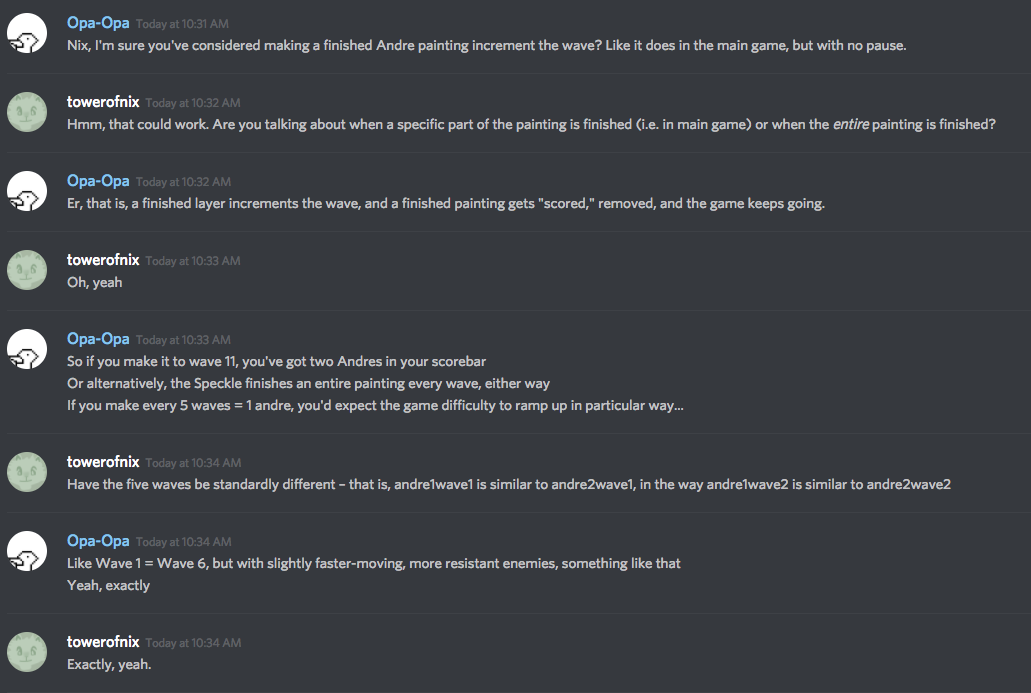 Opa-Opa Today at 10:31 AM
Nix, I'm sure you've considered making a finished Andre painting increment the wave? Like it does in the main game, but with no pause.
towerofnix Today at 10:32 AM
Hmm, that could work. Are you talking about when a specific part of the painting is finished (i.e. in main game) or when the entire painting is finished?
Opa-Opa Today at 10:32 AM
Er, that is, a finished layer increments the wave, and a finished painting gets "scored," removed, and the game keeps going.
towerofnix Today at 10:33 AM
Oh, yeah
Opa-Opa Today at 10:33 AM
So if you make it to wave 11, you've got two Andres in your scorebar
Or alternatively, the Speckle finishes an entire painting every wave, either way
If you make every 5 waves = 1 andre, you'd expect the game difficulty to ramp up in particular way...
towerofnix Today at 10:34 AM
Have the five waves be standardly different – that is, andre1wave1 is similar to andre2wave1, in the way andre1wave2 is similar to andre2wave2
Opa-Opa Today at 10:34 AM
Like Wave 1 = Wave 6, but with slightly faster-moving, more resistant enemies, something like that
Yeah, exactly
towerofnix Today at 10:34 AM
Exactly, yeah.